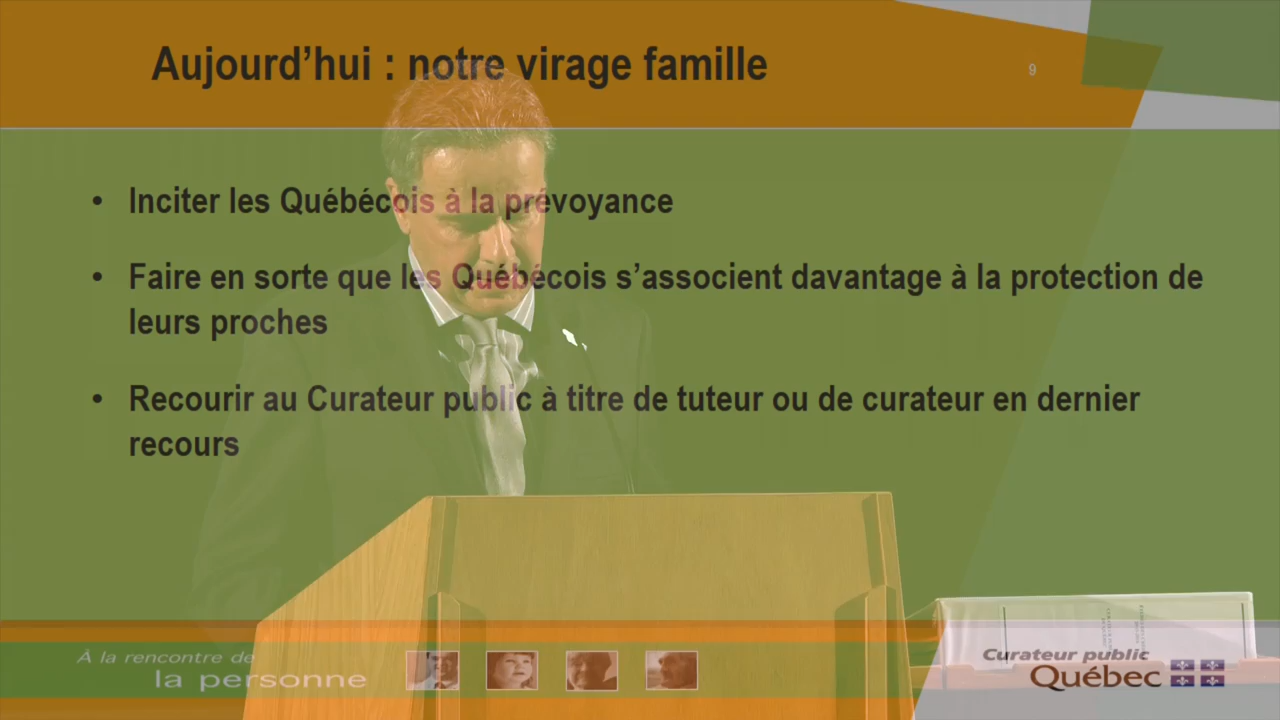 Aujourd’hui : notre virage famille
9
• Inciter les Québécois à la prévoyance
• Faire en sorte que les Québécois s’associent davantage à la protection de
leurs proches
• Recourir au Curateur public à titre de tuteur ou de curateur en dernier
recours
À la rencontre de
la personne
Curateur public
Québec